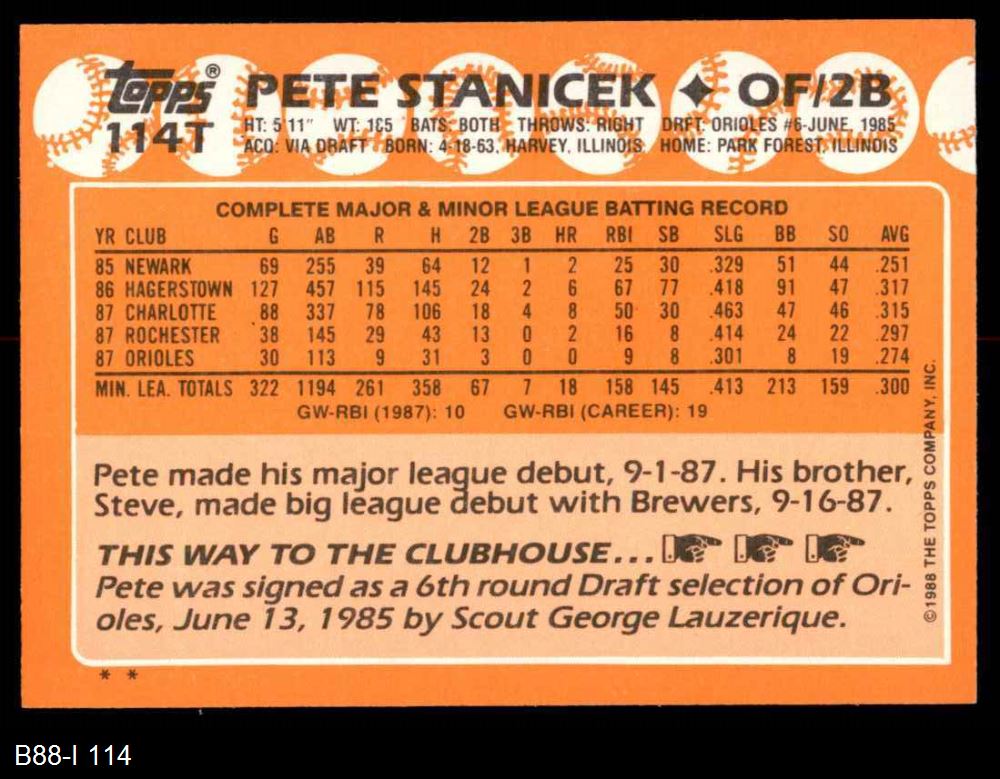 Topps® PETE STANICEK ✦ OF/2B
114T
HT: 5'11" WT: 185 BATS: BOTH THROWS: RIGHT DRFT: ORIOLES #6-JUNE, 1985
ACQ: VIA DRAFT BORN: 4-18-63, HARVEY, ILLINOIS HOME: PARK FOREST, ILLINOIS
COMPLETE MAJOR & MINOR LEAGUE BATTING RECORD
YR CLUB G AB R H 2B 3B HR RBI SB SLG BB SO AVG
85 NEWARK 69 255 39 64 12 1 2 25 30 .329 51 44 .251
86 HAGERSTOWN 127 457 115 145 24 2 6 67 77 .418 91 47 .317
87 CHARLOTTE 88 337 78 106 18 4 8 50 30 .463 47 46 .315
87 ROCHESTER 38 145 29 43 13 0 2 16 8 .414 24 22 .297
87 ORIOLES 30 113 9 31 3 0 0 9 8 .301 8 19 .274
MIN. LEA. TOTALS 322 1194 261 358 67 7 18 158 145 .413 213 159 .300
GW-RBI (1987): 10 GW-RBI (CAREER): 19
Pete made his major league debut, 9-1-87. His brother,
Steve, made big league debut with Brewers, 9-16-87.
THIS WAY TO THE CLUBHOUSE...
Pete was signed as a 6th round Draft selection of Ori-
oles, June 13, 1985 by Scout George Lauzerique.
©1988 THE TOPPS COMPANY, INC.
* *
B88-I 114